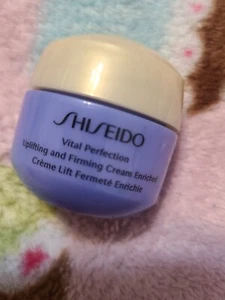 SHISEIDO
Vital Perfection
Uplifting and Firming Cream Enriched
Crème Lift Fermeté Enrichie